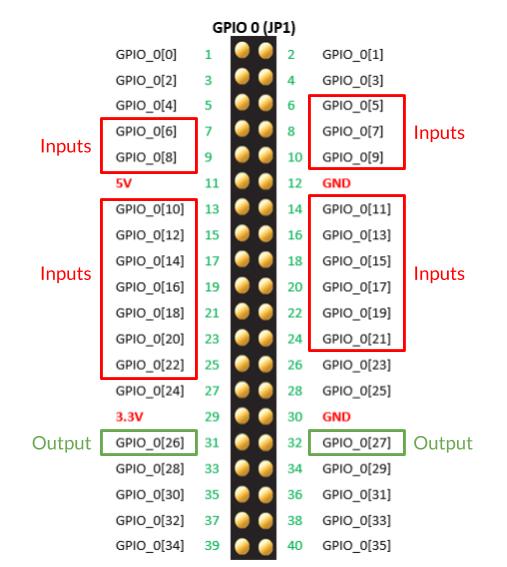 GPIO 0 (JP1)
GPIO_0[0] 1 2 GPIO_0[1]
GPIO_0[2] 3 4 GPIO_0[3]
GPIO_0[4] 5 6 GPIO_0[5]
Inputs GPIO_0[6] 7 8 GPIO_0[7] Inputs
GPIO_0[8] 9 10 GPIO_0[9]
5V 11 12 GND
GPIO_0[10] 13 14 GPIO_0[11]
GPIO_0[12] 15 16 GPIO_0[13]
Inputs GPIO_0[14] 17 18 GPIO_0[15] Inputs
GPIO_0[16] 19 20 GPIO_0[17]
GPIO_0[18] 21 22 GPIO_0[19]
GPIO_0[20] 23 24 GPIO_0[21]
GPIO_0[22] 25 26 GPIO_0[23]
GPIO_0[24] 27 28 GPIO_0[25]
3.3V 29 30 GND
Output GPIO_0[26] 31 32 GPIO_0[27] Output
GPIO_0[28] 33 34 GPIO_0[29]
GPIO_0[30] 35 36 GPIO_0[31]
GPIO_0[32] 37 38 GPIO_0[33]
GPIO_0[34] 39 40 GPIO_0[35]